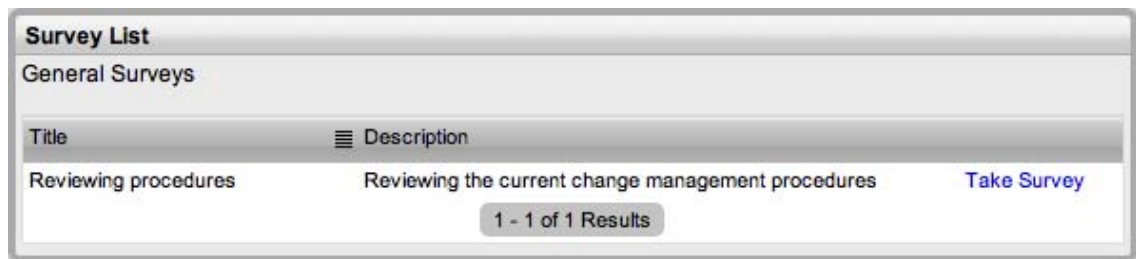 Survey List
General Surveys
Title Description
Reviewing procedures Reviewing the current change management procedures Take Survey
1 - 1 of 1 Results